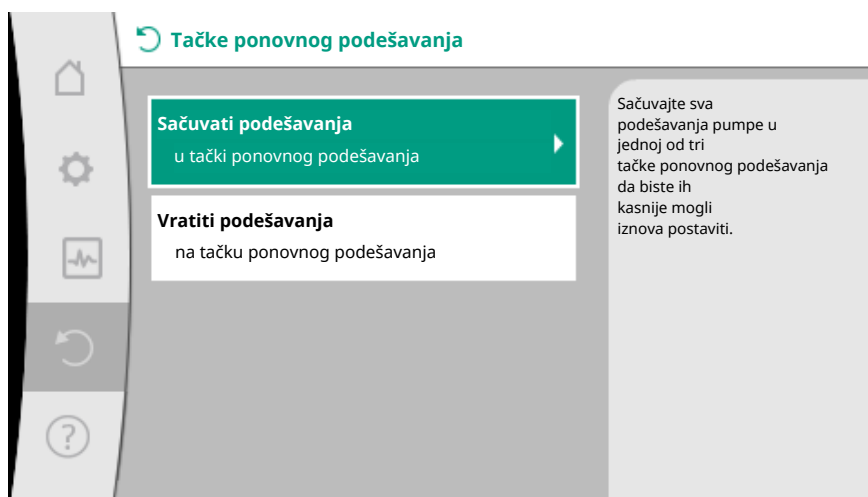 Tačke ponovnog podešavanja
Sačuvati podešavanja
u tački ponovnog podešavanja
Vratiti podešavanja
na tačku ponovnog podešavanja
Sačuvajte sva
podešavanja pumpe u
jednoj od tri
tačke ponovnog podešavanja
da biste ih
kasnije mogli
iznova postaviti.
?